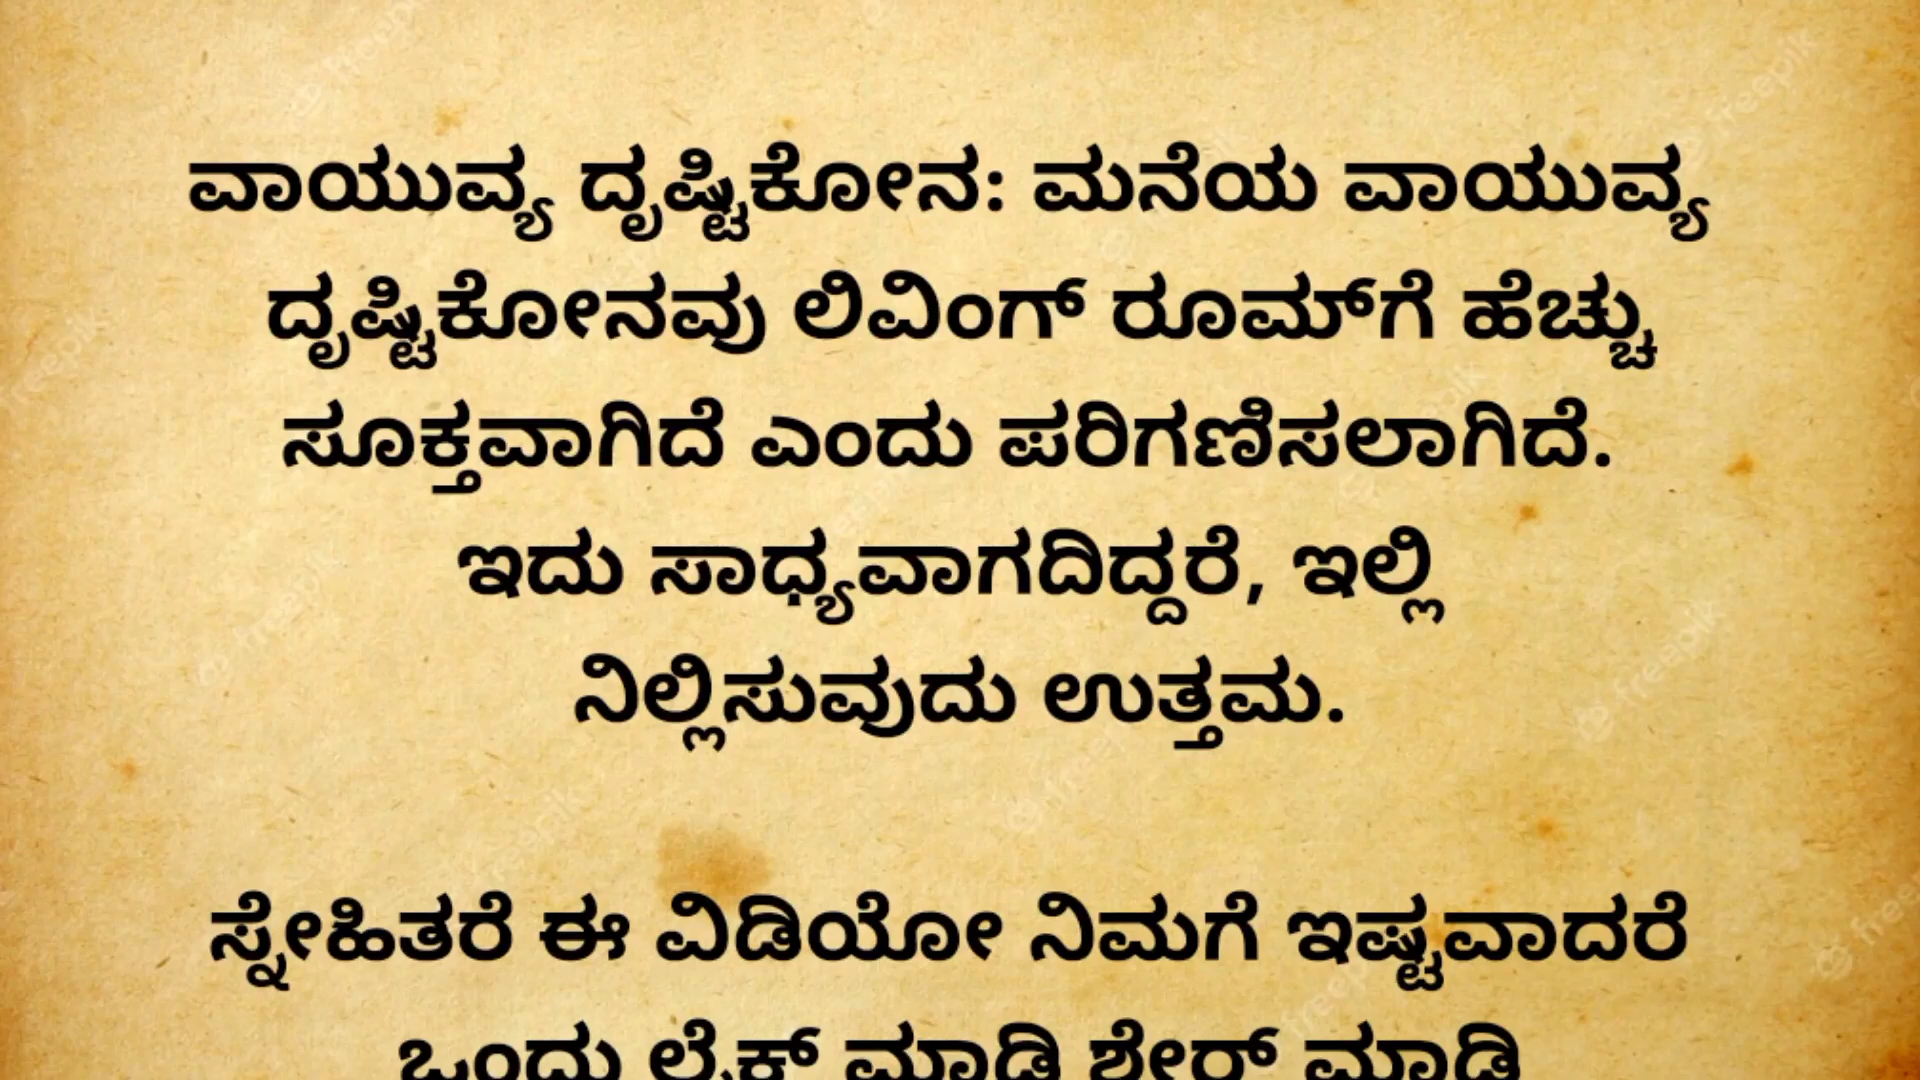 ವಾಯುವ್ಯ ದೃಷ್ಟಿಕೋನ: ಮನೆಯ ವಾಯುವ್ಯ
ದೃಷ್ಟಿಕೋನವು ಲಿವಿಂಗ್ ರೂಮ್‌ಗೆ ಹೆಚ್ಚು
ಸೂಕ್ತವಾಗಿದೆ ಎಂದು ಪರಿಗಣಿಸಲಾಗಿದೆ.
ಇದು ಸಾಧ್ಯವಾಗದಿದ್ದರೆ, ಇಲ್ಲಿ
ನಿಲ್ಲಿಸುವುದು ಉತ್ತಮ.
ಸ್ನೇಹಿತರೆ ಈ ವಿಡಿಯೋ ನಿಮಗೆ ಇಷ್ಟವಾದರೆ
ಒಂದು ಲೈಕ್ ಮಾಡಿ ಶೇರ್ ಮಾಡಿ